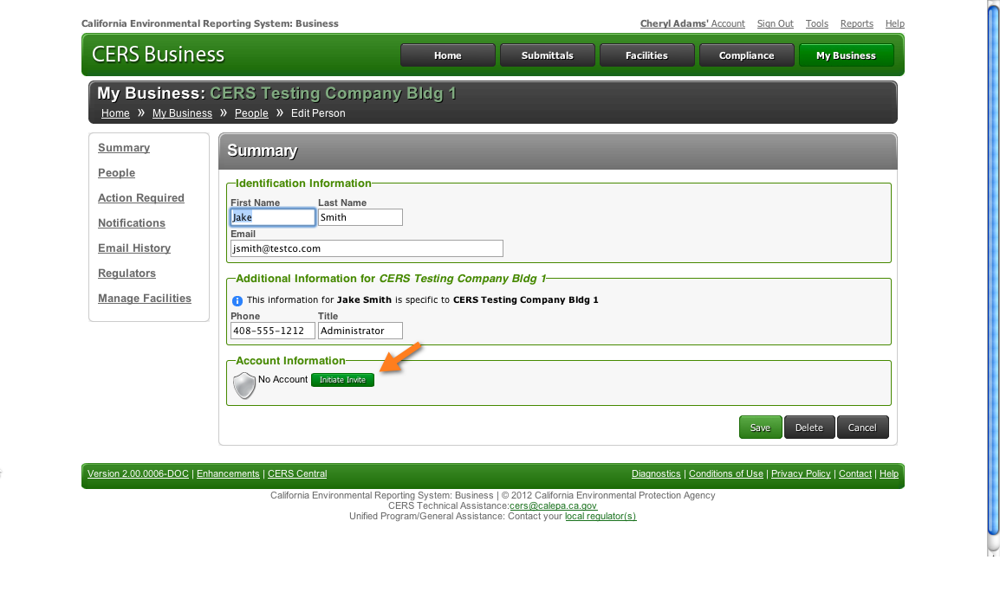 California Environmental Reporting System: Business
Cheryl Adams' Account Sign Out Tools Reports Help
CERS Business
Home Submittals Facilities Compliance My Business
My Business: CERS Testing Company Bldg 1
Home » My Business » People » Edit Person
Summary
People
Action Required
Notifications
Email History
Regulators
Manage Facilities
Summary
Identification Information
First Name Last Name
Jake Smith
Email
jsmith@testco.com
Additional Information for CERS Testing Company Bldg 1
This information for Jake Smith is specific to CERS Testing Company Bldg 1
Phone Title
408-555-1212 Administrator
Account Information
No Account Initiate Invite
Save Delete Cancel
Version 2.00.0006-DOC | Enhancements | CERS Central
Diagnostics | Conditions of Use | Privacy Policy | Contact | Help
California Environmental Reporting System: Business | © 2012 California Environmental Protection Agency
CERS Technical Assistance:cers@calepa.ca.gov
Unified Program/General Assistance: Contact your local regulator(s)